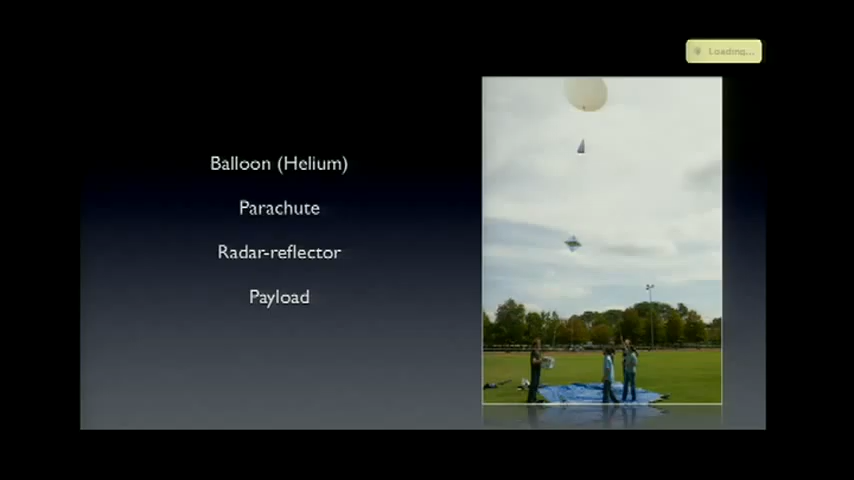 Loading...
Balloon (Helium)
Parachute
Radar-reflector
Payload